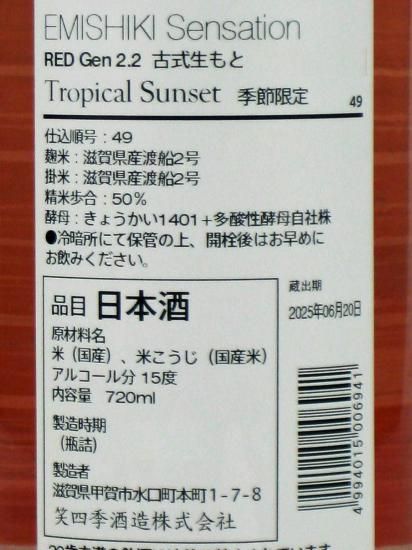 EMISHIKI Sensation
RED Gen 2.2 古式生もと
Tropical Sunset 季節限定 49
仕込順号：49
麹米：滋賀県産渡船2号
掛米：滋賀県産渡船2号
精米歩合：50%
酵母：きょうかい1401＋多酸性酵母自社株
●冷暗所にて保管の上、開栓後はお早めに
お飲みください。
品目 日本酒
原材料名
米（国産）、米こうじ（国産米）
アルコール分 15度
内容量 720ml
製造時期
（瓶詰）
製造者
滋賀県甲賀市水口町本町1-7-8
笑四季酒造株式会社
蔵出期
2025年06月20日
4994015006941